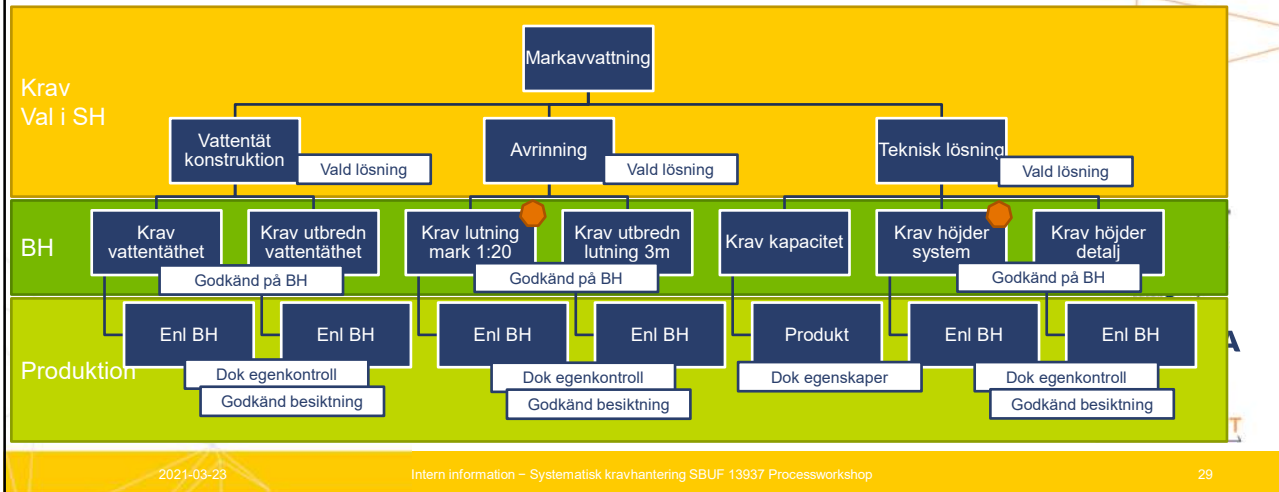 Markavvattning
Krav
Val i SH
Vattentät
konstruktion
Vald lösning
Avrinning
Vald lösning
Teknisk lösning
Vald lösning
BH
Krav
vattentäthet
Krav utbredn
vattentäthet
Godkänd på BH
Krav lutning
mark 1:20
Krav utbredn
lutning 3m
Godkänd på BH
Krav kapacitet
Krav höjder
system
Krav höjder
detalj
Godkänd på BH
Produktion
Enl BH
Enl BH
Dok egenkontroll
Godkänd besiktning
Enl BH
Enl BH
Dok egenkontroll
Godkänd besiktning
Produkt
Dok egenskaper
Enl BH
Enl BH
Dok egenkontroll
Godkänd besiktning
A
T
2021-03-23
Intern information − Systematisk kravhantering SBUF 13937 Processworkshop
29